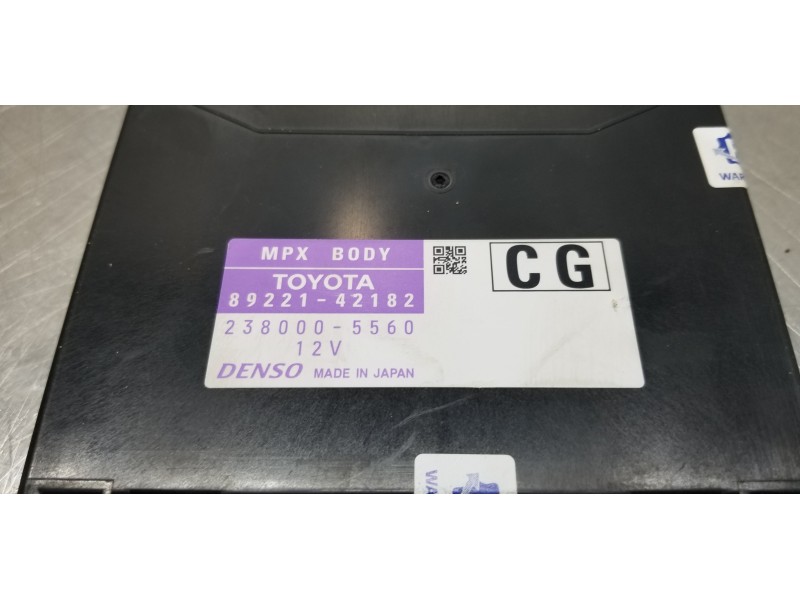 MPX BODY
TOYOTA
89221-42182
238000-5560
12V
DENSO MADE IN JAPAN
CG